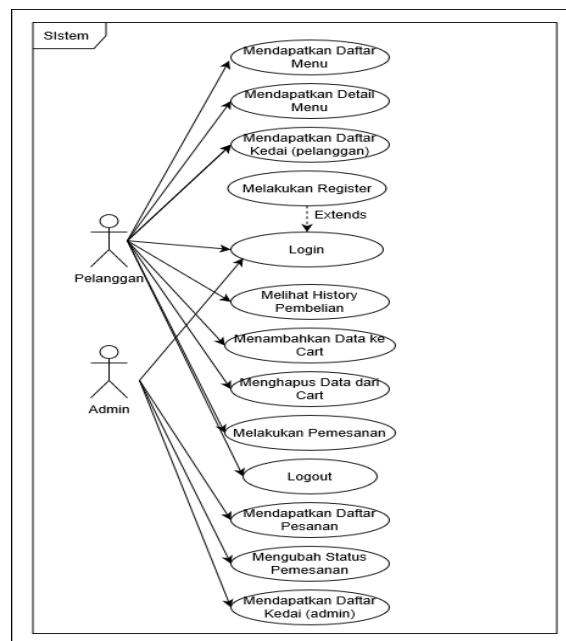 SIstem
Mendapatkan Daftar
Menu
Mendapatkan Detail
Menu
Mendapatkan Daftar
Kedai (pelanggan)
Melakukan Register
Extends
Login
Pelanggan
Melihat History
Pembelian
Menambahkan Data ke
Cart
Menghapus Data dari
Cart
Admin
Melakukan Pemesanan
Logout
Mendapatkan Daftar
Pesanan
Mengubah Status
Pemesanan
Mendapatkan Daftar
Kedai (admin)